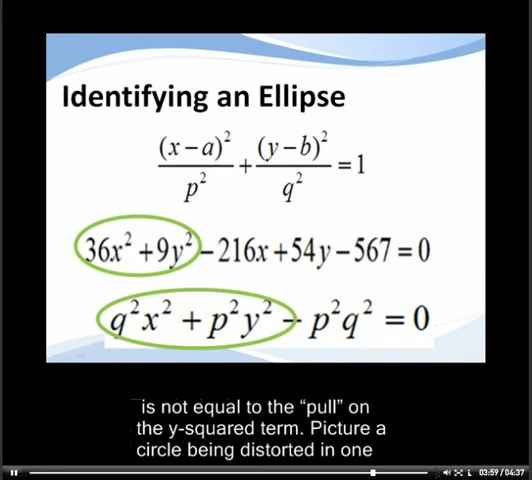 Identifying an Ellipse
(x−a)²/p² + (y−b)²/q² = 1
36x² + 9y² − 216x + 54y − 567 = 0
q²x² + p²y² − p²q² = 0
is not equal to the “pull” on
the y-squared term. Picture a
circle being distorted in one
L 03:59 / 04:37